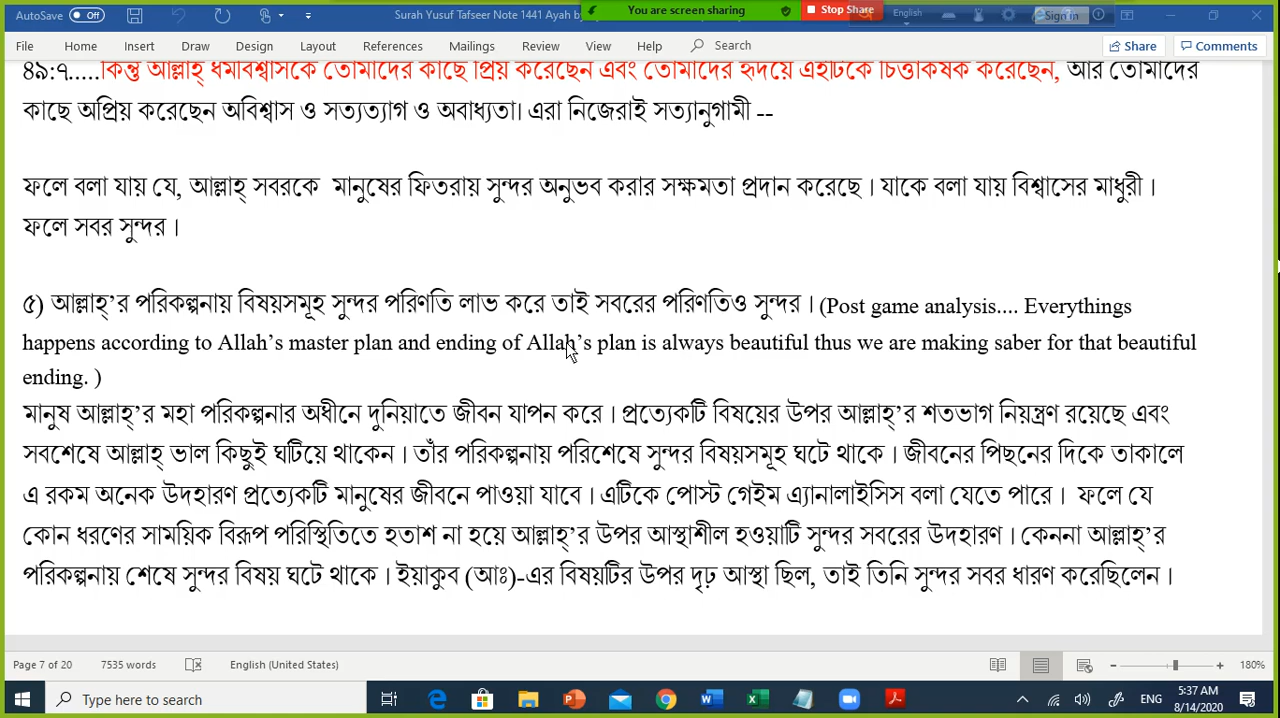 AutoSave Off Surah Yusuf Tafseer Note 1441 Ayah by You are screen sharing Stop Share English Sign in
File Home Insert Draw Design Layout References Mailings Review View Help Search Share Comments
৪৯:৭.....কিন্তু আল্লাহ্ ধর্মবিশ্বাসকে তোমাদের কাছে প্রিয় করেছেন এবং তোমাদের হৃদয়ে এইটিকে চিত্তাকর্ষক করেছেন, আর তোমাদের
কাছে অপ্রিয় করেছেন অবিশ্বাস ও সত্যত্যাগ ও অবাধ্যতা। এরা নিজেরাই সত্যানুগামী --
ফলে বলা যায় যে, আল্লাহ্ সবরকে মানুষের ফিতরায় সুন্দর অনুভব করার সক্ষমতা প্রদান করেছে। যাকে বলা যায় বিশ্বাসের মাধুরী।
ফলে সবর সুন্দর।
৫) আল্লাহ্’র পরিকল্পনায় বিষয়সমূহ সুন্দর পরিণতি লাভ করে তাই সবরের পরিণতিও সুন্দর। (Post game analysis.... Everythings
happens according to Allah’s master plan and ending of Allah’s plan is always beautiful thus we are making saber for that beautiful
ending. )
মানুষ আল্লাহ্’র মহা পরিকল্পনার অধীনে দুনিয়াতে জীবন যাপন করে। প্রত্যেকটি বিষয়ের উপর আল্লাহ্’র শতভাগ নিয়ন্ত্রণ রয়েছে এবং
সবশেষে আল্লাহ্ ভাল কিছুই ঘটিয়ে থাকেন। তাঁর পরিকল্পনায় পরিশেষে সুন্দর বিষয়সমূহ ঘটে থাকে। জীবনের পিছনের দিকে তাকালে
এ রকম অনেক উদহারণ প্রত্যেকটি মানুষের জীবনে পাওয়া যাবে। এটিকে পোস্ট গেইম এ্যানালাইসিস বলা যেতে পারে। ফলে যে
কোন ধরণের সাময়িক বিরূপ পরিস্থিতিতে হতাশ না হয়ে আল্লাহ্’র উপর আস্থাশীল হওয়াটি সুন্দর সবরের উদহারণ। কেননা আল্লাহ্’র
পরিকল্পনায় শেষে সুন্দর বিষয় ঘটে থাকে। ইয়াকুব (আঃ)-এর বিষয়টির উপর দৃঢ় আস্থা ছিল, তাই তিনি সুন্দর সবর ধারণ করেছিলেন।
Page 7 of 20 7535 words English (United States) 180%
Type here to search ENG 5:37 AM
8/14/2020